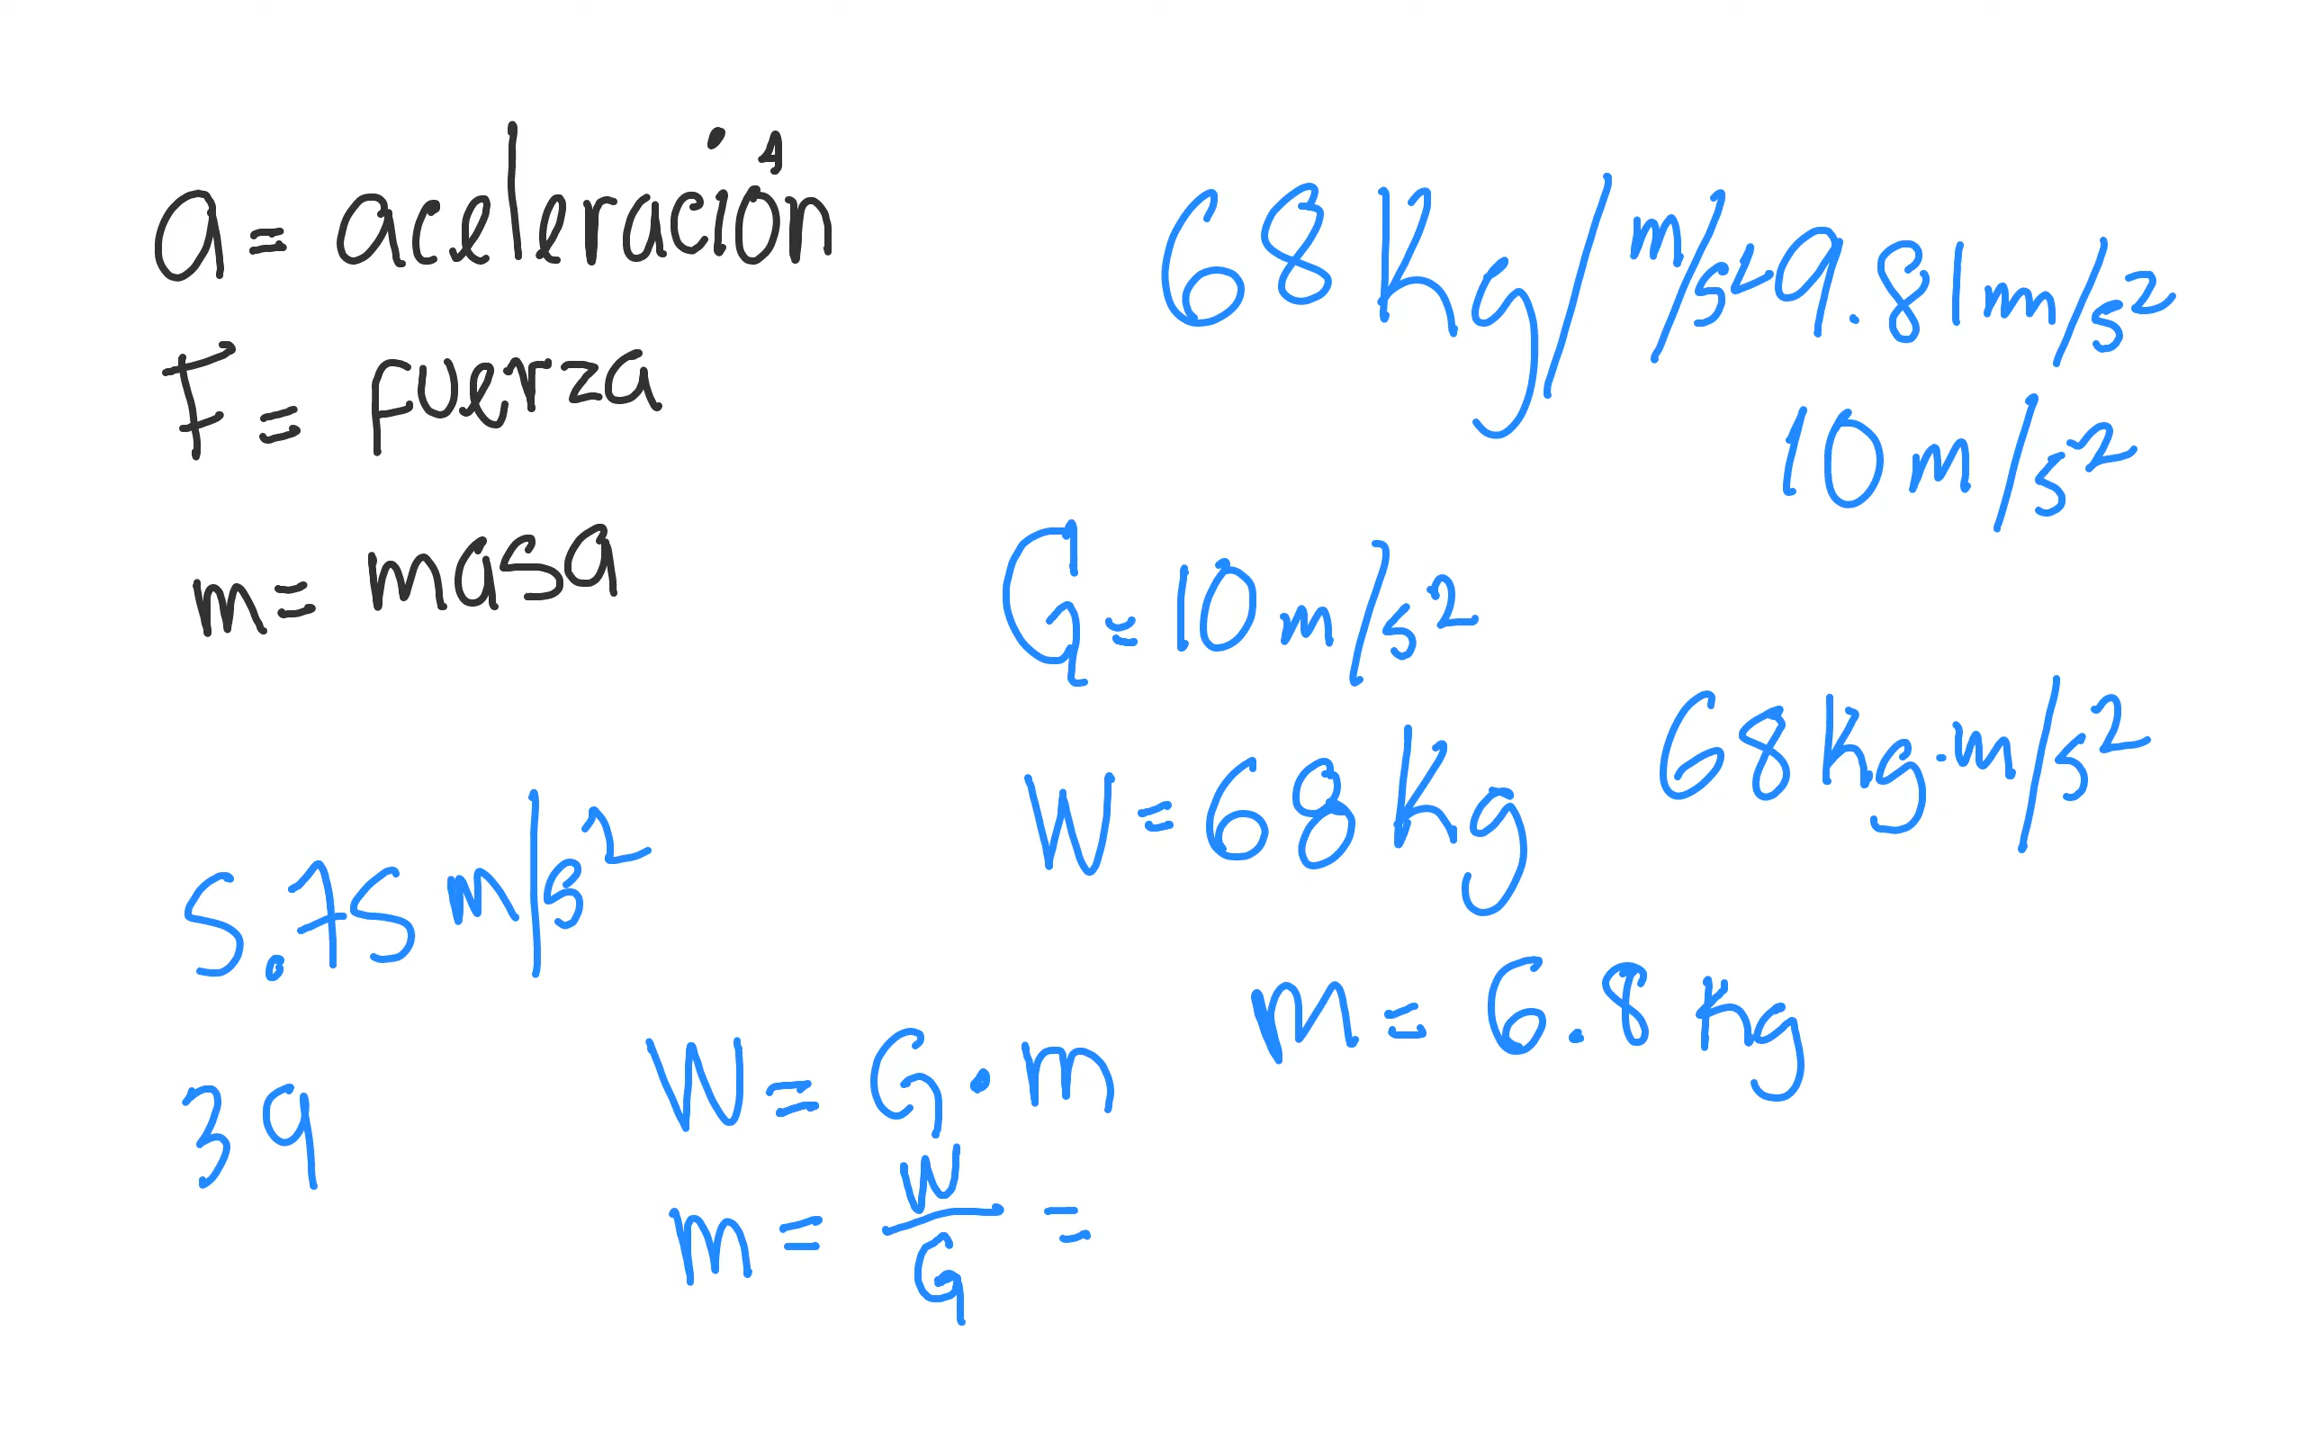 a = aceleración
F = fuerza
m = masa
68 Kg/m/s² 9.81 m/s²
10 m/s²
G = 10 m/s²
W = 68 Kg
68 Kg·m/s²
5.75 m/s²
m = 6.8 Kg
39
W = G · m
m = W/G =